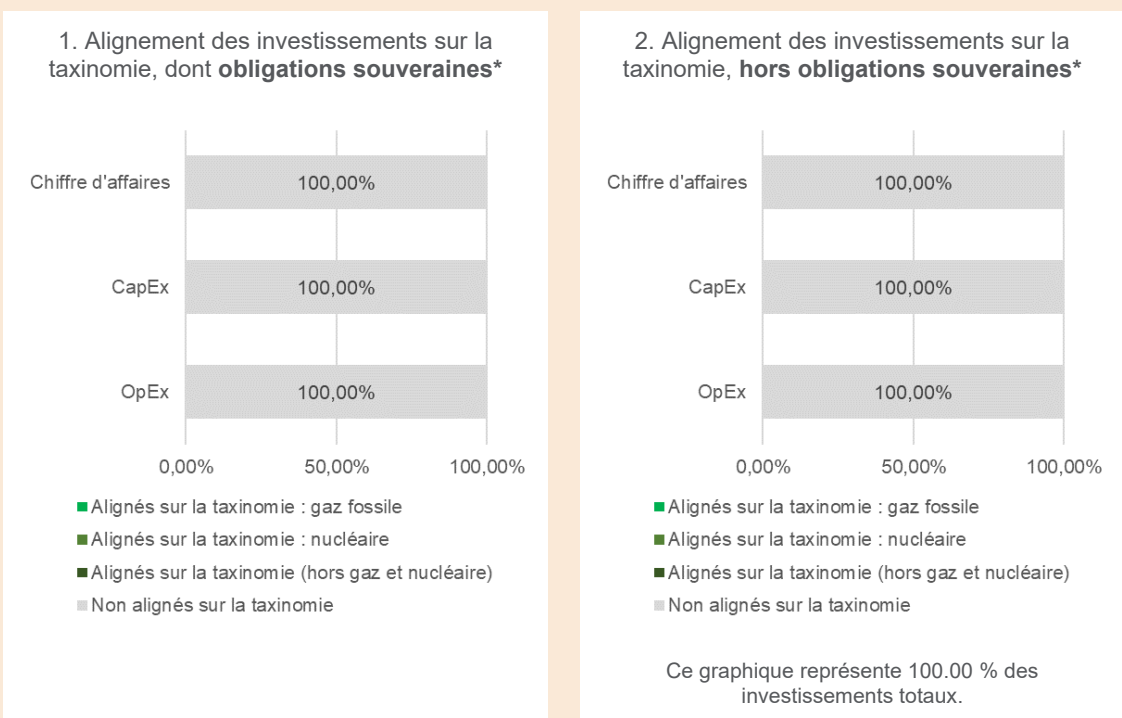 1. Alignement des investissements sur la
taxinomie, dont obligations souveraines*
Chiffre d'affaires
100,00%
CapEx
100,00%
OpEx
100,00%
0,00%
50,00%
100,00%
Alignés sur la taxinomie : gaz fossile
Alignés sur la taxinomie : nucléaire
Alignés sur la taxinomie (hors gaz et nucléaire)
Non alignés sur la taxinomie
2. Alignement des investissements sur la
taxinomie, hors obligations souveraines*
Chiffre d'affaires
100,00%
CapEx
100,00%
OpEx
100,00%
0,00%
50,00%
100,00%
Alignés sur la taxinomie : gaz fossile
Alignés sur la taxinomie : nucléaire
Alignés sur la taxinomie (hors gaz et nucléaire)
Non alignés sur la taxinomie
Ce graphique représente 100.00 % des
investissements totaux.